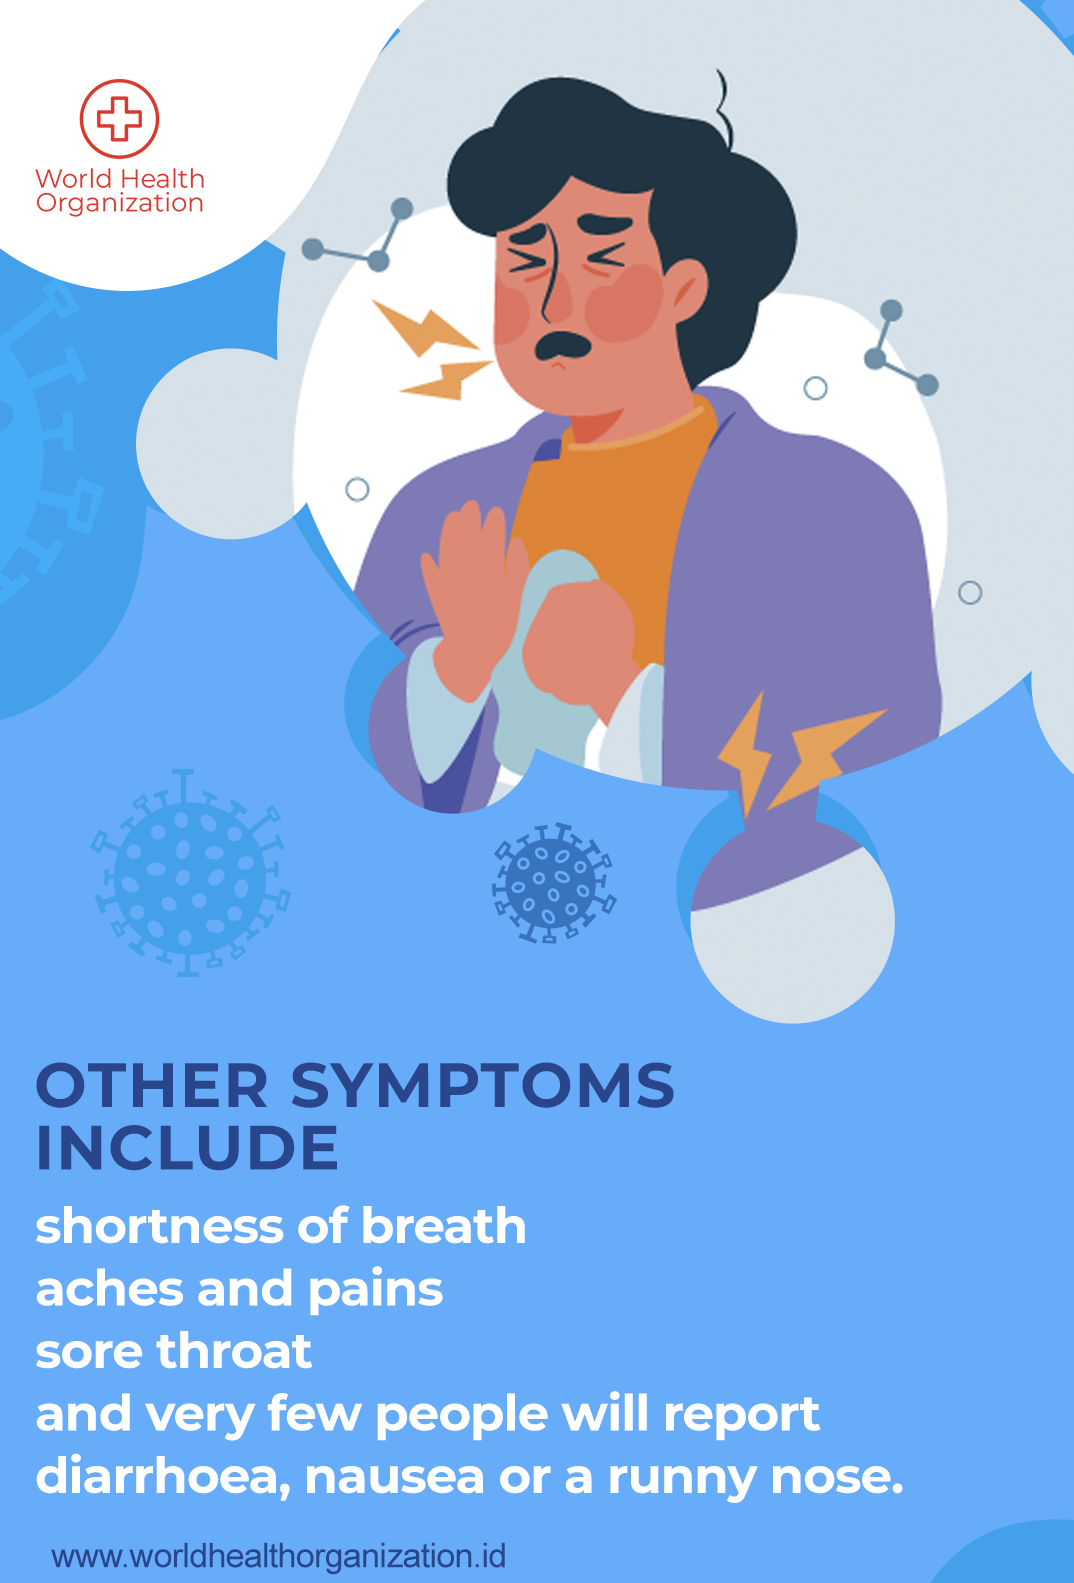 World Health
Organization
OTHER SYMPTOMS
INCLUDE
shortness of breath
aches and pains
sore throat
and very few people will report
diarrhoea, nausea or a runny nose.
www.worldhealthorganization.id